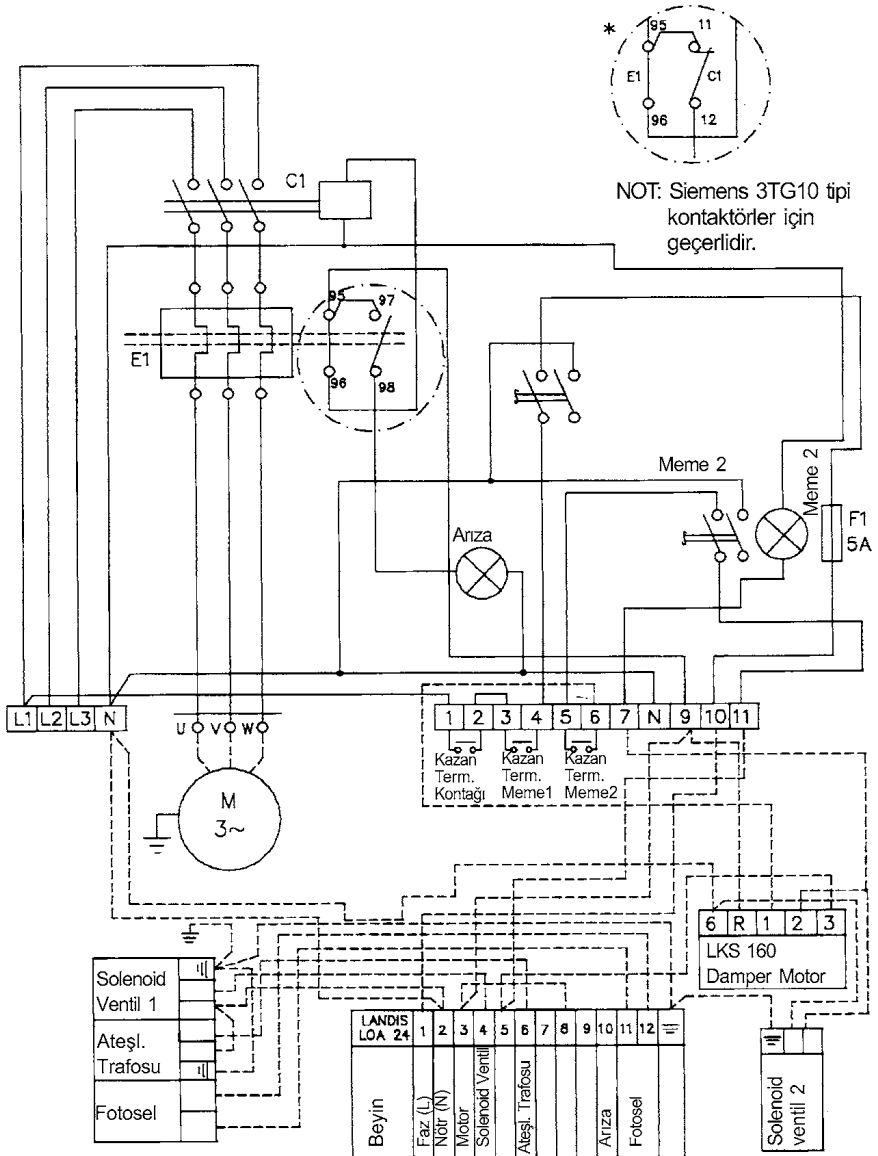 *
95 11
E1 C1
96 12
NOT: Siemens 3TG10 tipi
kontaktörler için
geçerlidir.
C1
95 97
E1
96 98
Meme 2
Meme 2
F1
5A
Arıza
L1 L2 L3 N
1 2 3 4 5 6 7 N 9 10 11
U V W
Kazan
Term.
Kontağı
Kazan
Term.
Meme1
Kazan
Term.
Meme2
M
3~
6 R 1 2 3
LKS 160
Damper Motor
Solenoid
Ventil 1
Ateşl.
Trafosu
Fotosel
LANDIS
LOA 24
1 2 3 4 5 6 7 8 9 10 11 12
Beyin
Faz (L)
Nötr (N)
Motor
Solenoid Ventil
Ateşl. Trafosu
Arıza
Fotosel
Solenoid
ventil 2